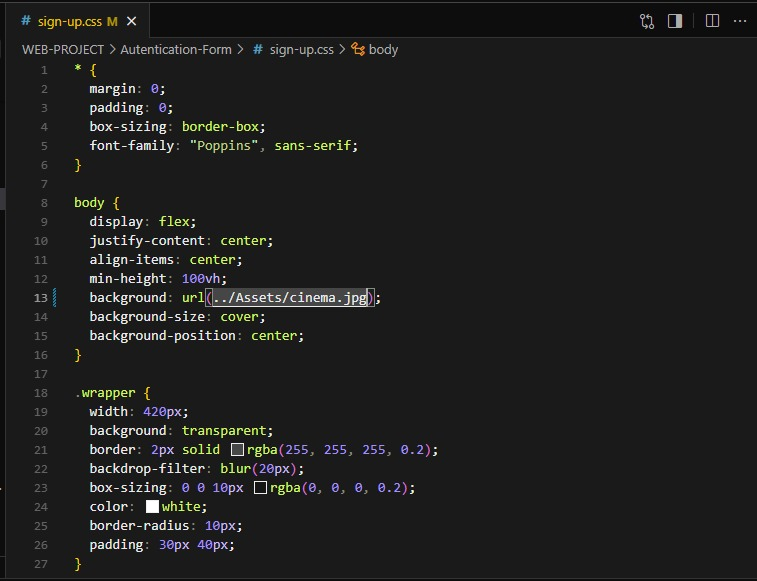 # sign-up.css M ×
WEB-PROJECT > Autentication-Form > # sign-up.css > body
1 * {
2   margin: 0;
3   padding: 0;
4   box-sizing: border-box;
5   font-family: "Poppins", sans-serif;
6 }
7
8 body {
9   display: flex;
10   justify-content: center;
11   align-items: center;
12   min-height: 100vh;
13   background: url(../Assets/cinema.jpg);
14   background-size: cover;
15   background-position: center;
16 }
17
18 .wrapper {
19   width: 420px;
20   background: transparent;
21   border: 2px solid rgba(255, 255, 255, 0.2);
22   backdrop-filter: blur(20px);
23   box-sizing: 0 0 10px rgba(0, 0, 0, 0.2);
24   color: white;
25   border-radius: 10px;
26   padding: 30px 40px;
27 }